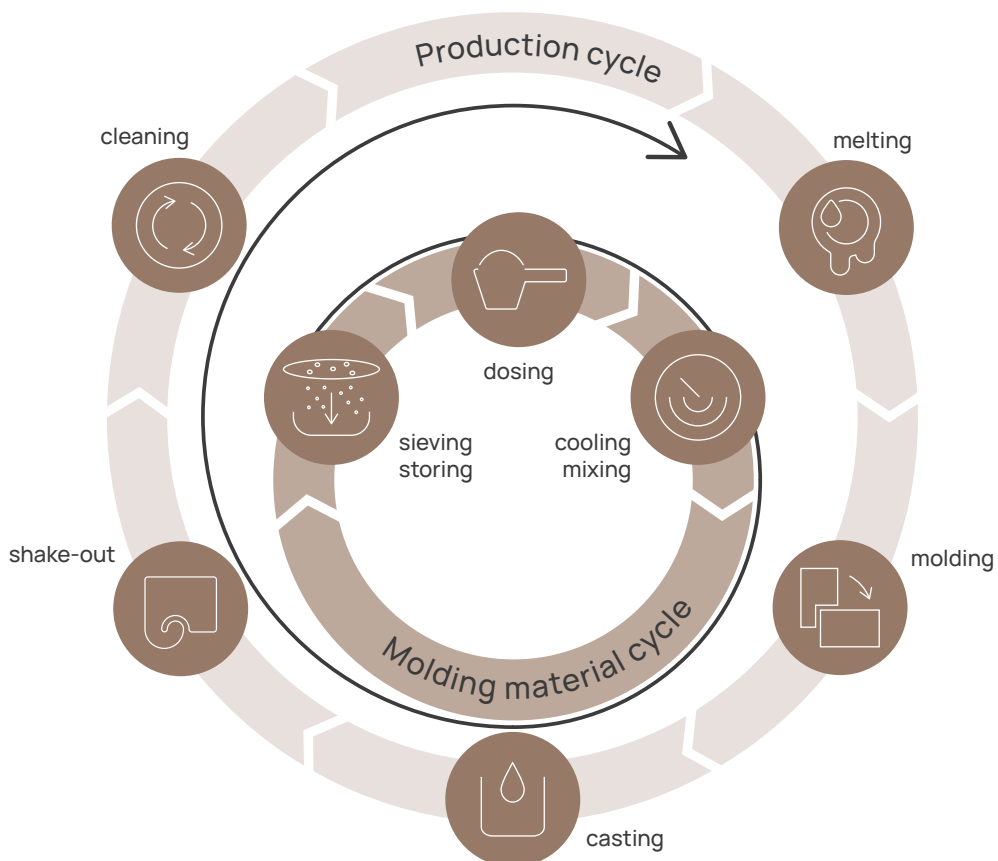 Production cycle
cleaning
melting
dosing
sieving
storing
cooling
mixing
shake-out
molding
Molding material cycle
casting